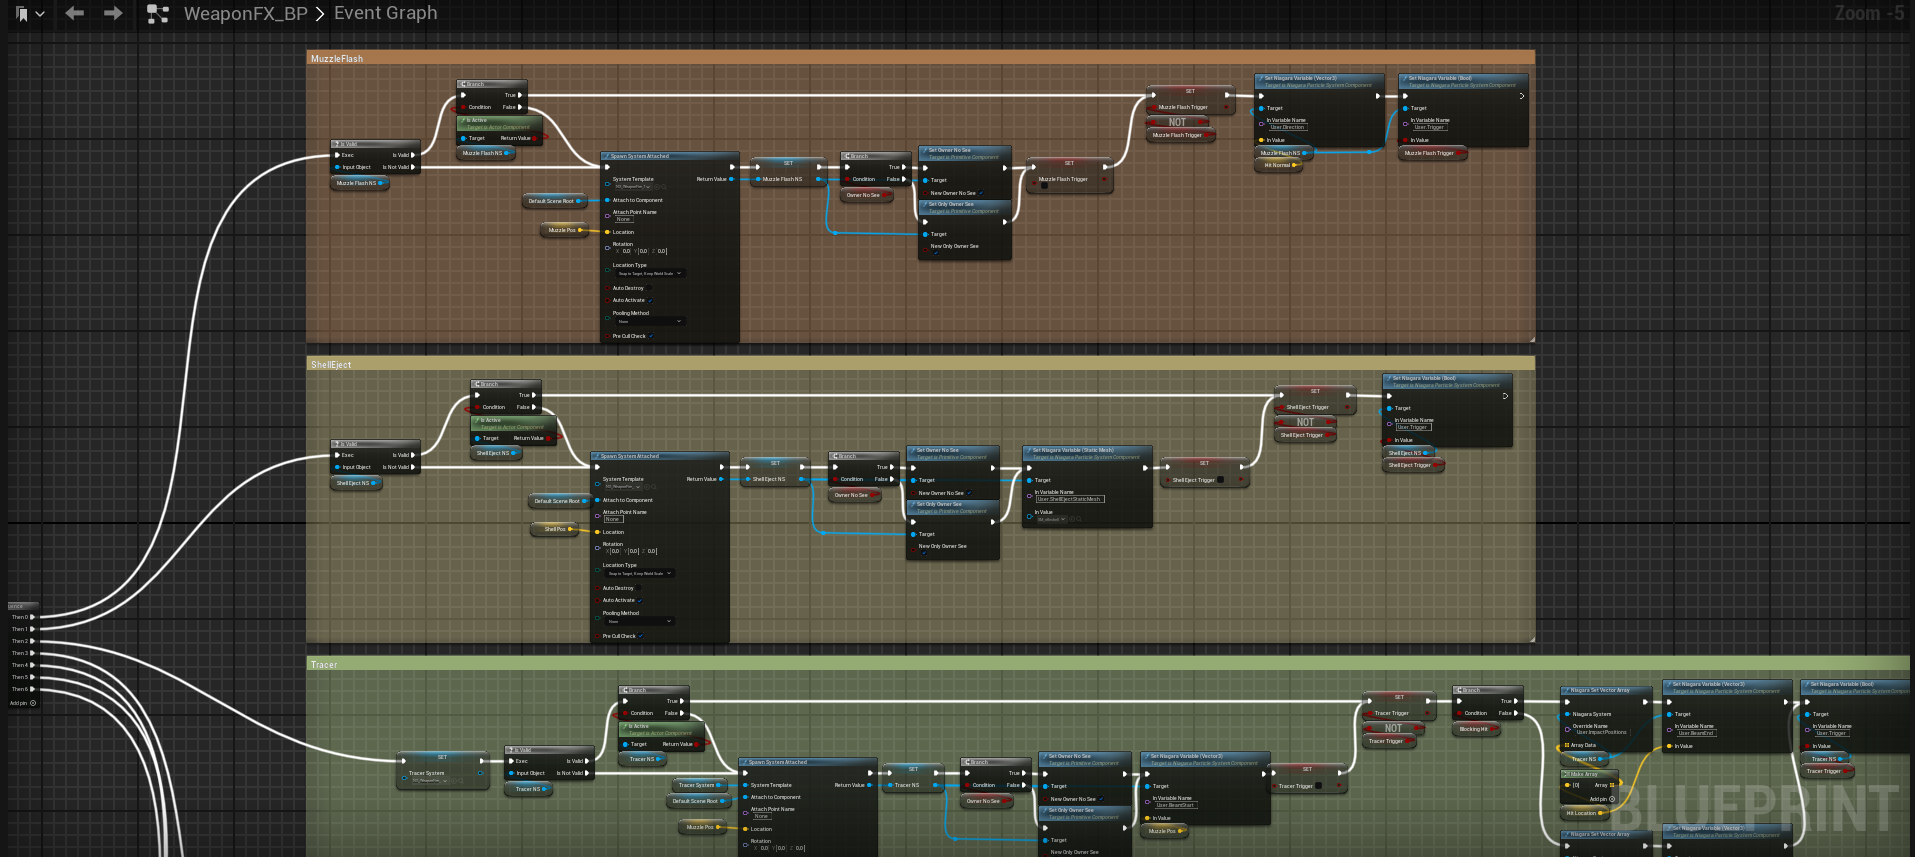 WeaponFX_BP > Event Graph
Zoom -5
MuzzleFlash
Branch
True
Condition
False
Is Active
Target is Actor Component
Target
Return Value
Muzzle Flash NS
Is Valid
Exec
Is Valid
Input Object
Is Not Valid
Muzzle Flash NS
Spawn System Attached
System Template
Return Value
Default Scene Root
Attach to Component
Attach Point Name
None
Muzzle Pos
Location
Rotation
X 0.0 Y 0.0 Z 0.0
Location Type
Snap to Target, Keep World Scale
Auto Destroy
Auto Activate
Pooling Method
None
Pre Cull Check
SET
Muzzle Flash NS
Branch
True
Condition
False
Owner No See
Set Owner No See
Target is Primitive Component
Target
New Owner No See
Set Only Owner See
Target is Primitive Component
Target
New Only Owner See
SET
Muzzle Flash Trigger
SET
Muzzle Flash Trigger
NOT
Muzzle Flash Trigger
Set Niagara Variable (Vector3)
Target is Niagara Particle System Component
Target
In Variable Name
User.Direction
In Value
Muzzle Flash NS
Hit Normal
Set Niagara Variable (Bool)
Target is Niagara Particle System Component
Target
In Variable Name
User.Trigger
In Value
Muzzle Flash Trigger
ShellEject
Branch
True
Condition
False
Is Active
Target is Actor Component
Target
Return Value
Shell Eject NS
Is Valid
Exec
Is Valid
Input Object
Is Not Valid
Shell Eject NS
Spawn System Attached
System Template
Return Value
Default Scene Root
Attach to Component
Attach Point Name
None
Shell Pos
Location
Rotation
X 0.0 Y 0.0 Z 0.0
Location Type
Snap to Target, Keep World Scale
Auto Destroy
Auto Activate
Pooling Method
None
Pre Cull Check
SET
Shell Eject NS
Branch
True
Condition
False
Owner No See
Set Owner No See
Target is Primitive Component
Target
New Owner No See
Set Only Owner See
Target is Primitive Component
Target
New Only Owner See
Set Niagara Variable (Static Mesh)
Target is Niagara Particle System Component
Target
In Variable Name
User.ShellEjectStaticMesh
In Value
SET
Shell Eject Trigger
SET
Shell Eject Trigger
NOT
Shell Eject Trigger
Set Niagara Variable (Bool)
Target is Niagara Particle System Component
Target
In Variable Name
User.Trigger
In Value
Shell Eject NS
Shell Eject Trigger
Then 0
Then 1
Then 2
Then 3
Then 4
Then 5
Then 6
Add pin
Tracer
SET
Tracer System
Is Valid
Exec
Is Valid
Input Object
Is Not Valid
Tracer NS
Branch
True
Condition
False
Is Active
Target is Actor Component
Target
Return Value
Tracer NS
Spawn System Attached
Tracer System
System Template
Return Value
Default Scene Root
Attach to Component
Attach Point Name
None
Muzzle Pos
Location
Rotation
X 0.0 Y 0.0 Z 0.0
SET
Tracer NS
Branch
True
Condition
False
Owner No See
Set Owner No See
Target is Primitive Component
Target
New Owner No See
Set Only Owner See
Target is Primitive Component
Target
New Only Owner See
Set Niagara Variable (Vector3)
Target is Niagara Particle System Component
Target
In Variable Name
User.BeamStart
In Value
Muzzle Pos
SET
Tracer Trigger
SET
Tracer Trigger
NOT
Tracer Trigger
Branch
True
Condition
False
Blocking Hit
Niagara Set Vector Array
Niagara System
Override Name
User.ImpactPositions
Array Data
Tracer NS
Make Array
[0]
Array
Add pin
Hit Location
Set Niagara Variable (Vector3)
Target is Niagara Particle System Component
Target
In Variable Name
User.BeamEnd
In Value
Set Niagara Variable (Bool)
Target is Niagara Particle System Component
Target
In Variable Name
User.Trigger
In Value
Tracer NS
Tracer Trigger
BLUEPRINT
Niagara Set Vector Array
Set Niagara Variable (Vector3)
Target is Niagara Particle System Component